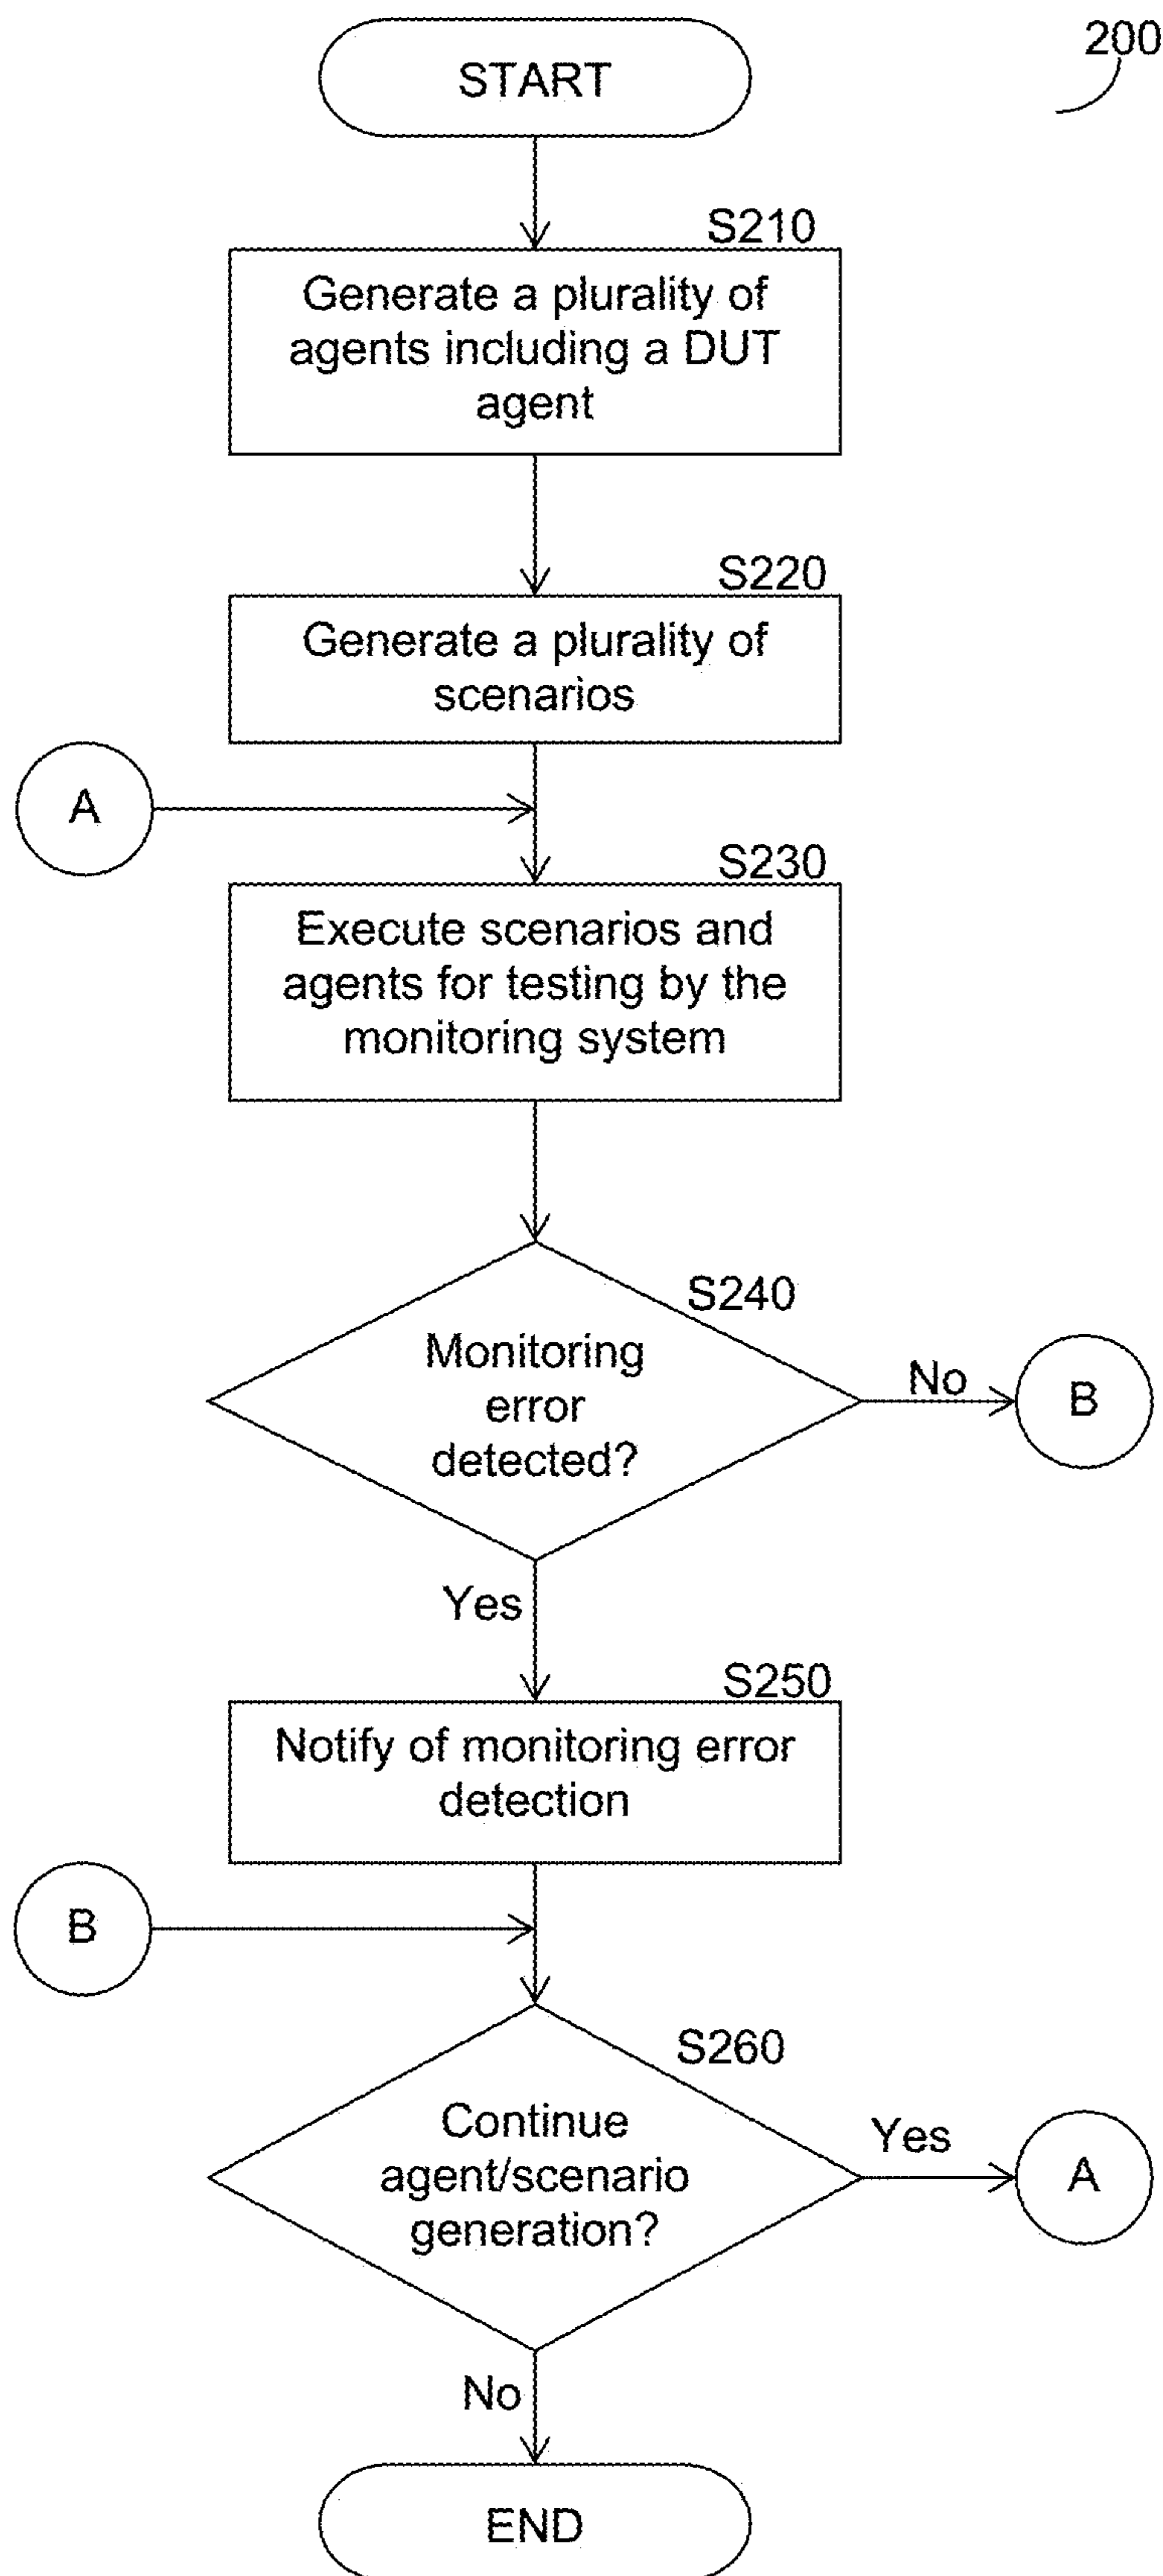 START
200
S210
Generate a plurality of
agents including a DUT
agent
S220
Generate a plurality of
scenarios
A
S230
Execute scenarios and
agents for testing by the
monitoring system
S240
Monitoring
error
detected?
No
B
Yes
S250
Notify of monitoring error
detection
B
S260
Continue
agent/scenario
generation?
Yes
A
No
END